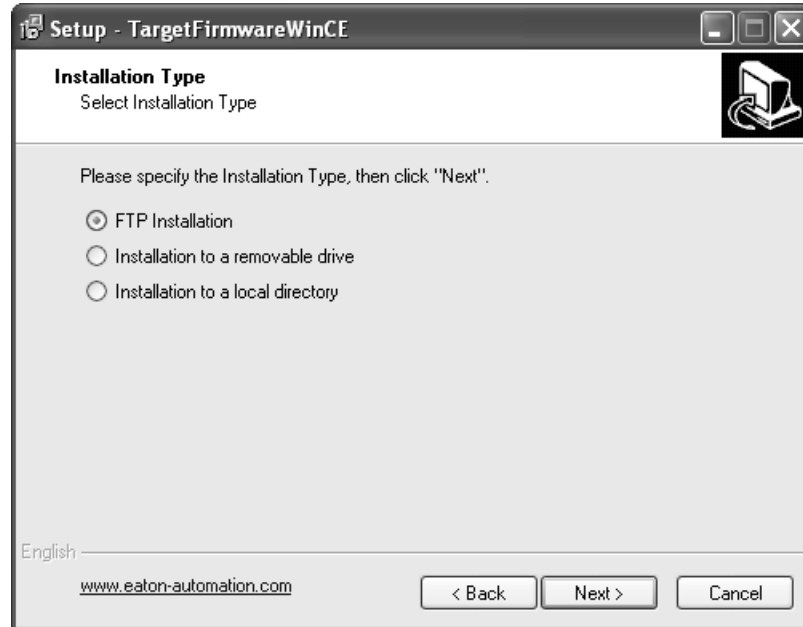 Setup - TargetFirmwareWinCE
Installation Type
Select Installation Type
Please specify the Installation Type, then click "Next".
FTP Installation
Installation to a removable drive
Installation to a local directory
English
www.eaton-automation.com
< Back
Next >
Cancel